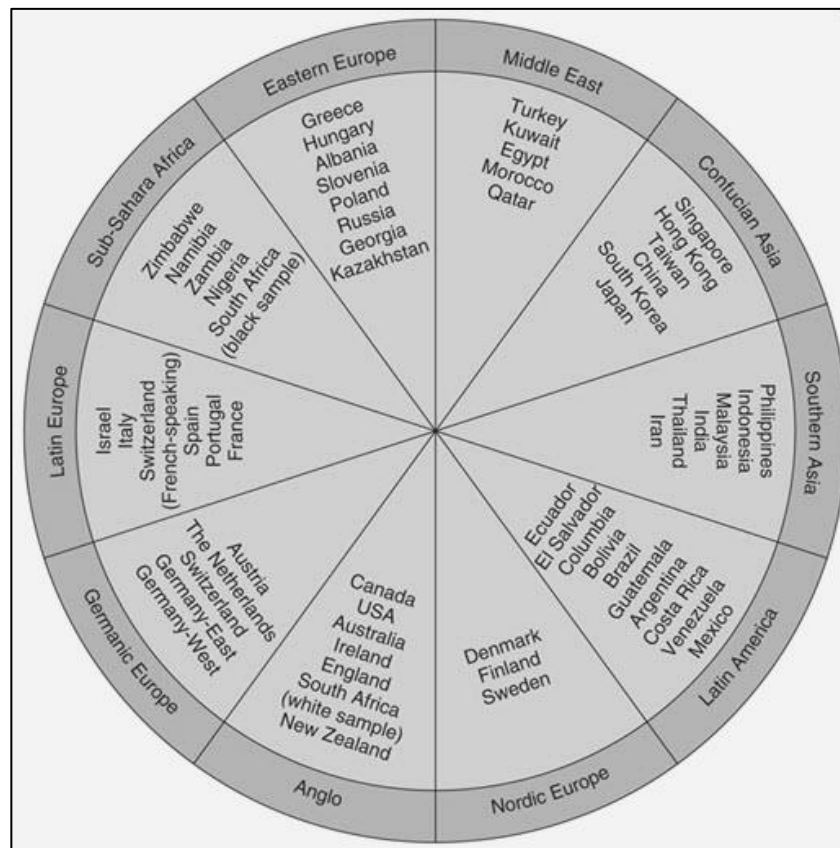 Eastern Europe
Greece
Hungary
Albania
Slovenia
Poland
Russia
Georgia
Kazakhstan
Middle East
Turkey
Kuwait
Egypt
Morocco
Qatar
Confucian Asia
Singapore
Hong Kong
Taiwan
China
South Korea
Japan
Southern Asia
Philippines
Indonesia
Malaysia
India
Thailand
Iran
Latin America
Ecuador
El Salvador
Columbia
Bolivia
Brazil
Guatemala
Argentina
Costa Rica
Venezuela
Mexico
Nordic Europe
Denmark
Finland
Sweden
Anglo
Canada
USA
Australia
Ireland
England
South Africa
(white sample)
New Zealand
Germanic Europe
Austria
The Netherlands
Switzerland
Germany-East
Germany-West
Latin Europe
Israel
Italy
Switzerland
(French-speaking)
Spain
Portugal
France
Sub-Sahara Africa
Zimbabwe
Namibia
Zambia
Nigeria
South Africa
(black sample)